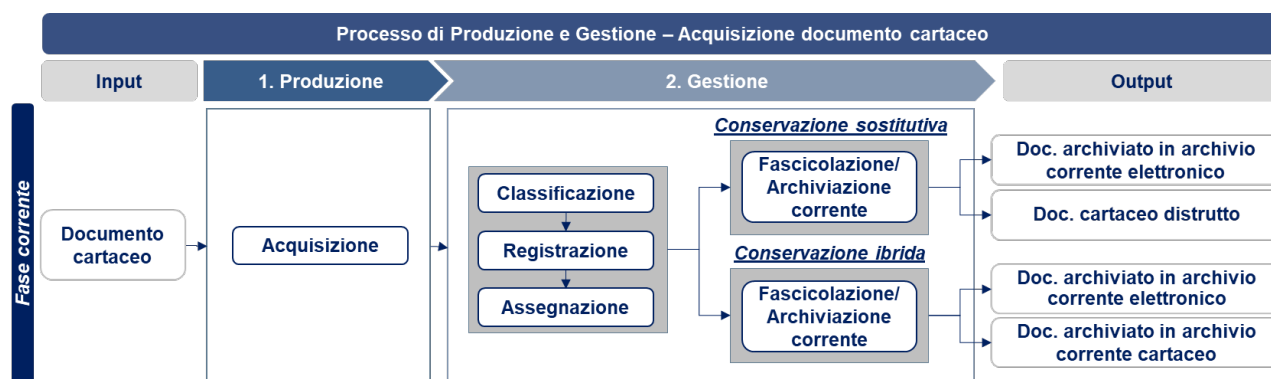 Processo di Produzione e Gestione – Acquisizione documento cartaceo
Input
1. Produzione
2. Gestione
Output
Fase corrente
Documento
cartaceo
Acquisizione
Classificazione
Registrazione
Assegnazione
Conservazione sostitutiva
Fascicolazione/
Archiviazione
corrente
Conservazione ibrida
Fascicolazione/
Archiviazione
corrente
Doc. archiviato in archivio
corrente elettronico
Doc. cartaceo distrutto
Doc. archiviato in archivio
corrente elettronico
Doc. archiviato in archivio
corrente cartaceo